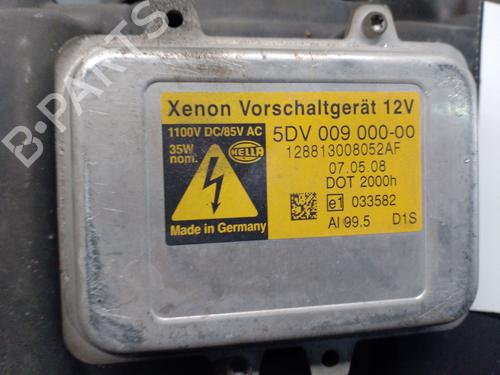 B-PARTS
Xenon Vorschaltgerät 12V
1100V DC/85V AC
35W
nom.
HELLA
5DV 009 000-00
128813008052AF
07.05.08
DOT 2000h
e1 033582
Al 99.5 D1S
Made in Germany